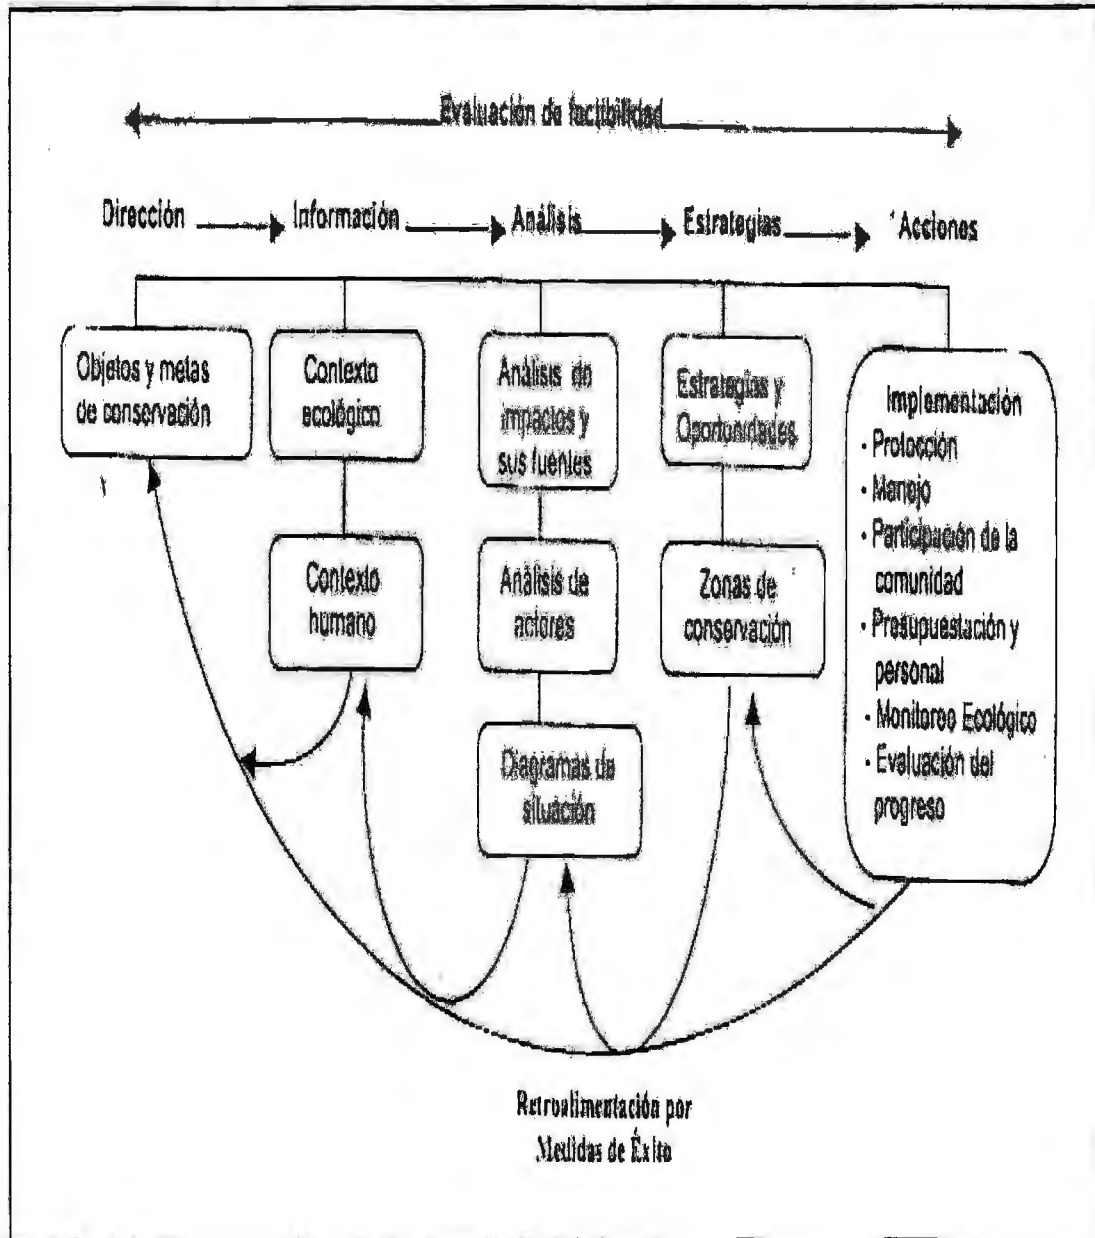 Evaluación de factibilidad
Dirección
Información
Análisis
Estrategias
Acciones
Objetos y metas
de conservación
Contexto
ecológico
Contexto
humano
Análisis de
impactos y
sus fuentes
Análisis de
actores
Diagramas de
situación
Estrategias y
Oportunidades
Zonas de
conservación
Implementación
· Protección
· Manejo
· Participación de la
comunidad
· Presupuestación y
personal
· Monitoreo Ecológico
· Evaluación del
progreso
Retroalimentación por
Medidas de Éxito